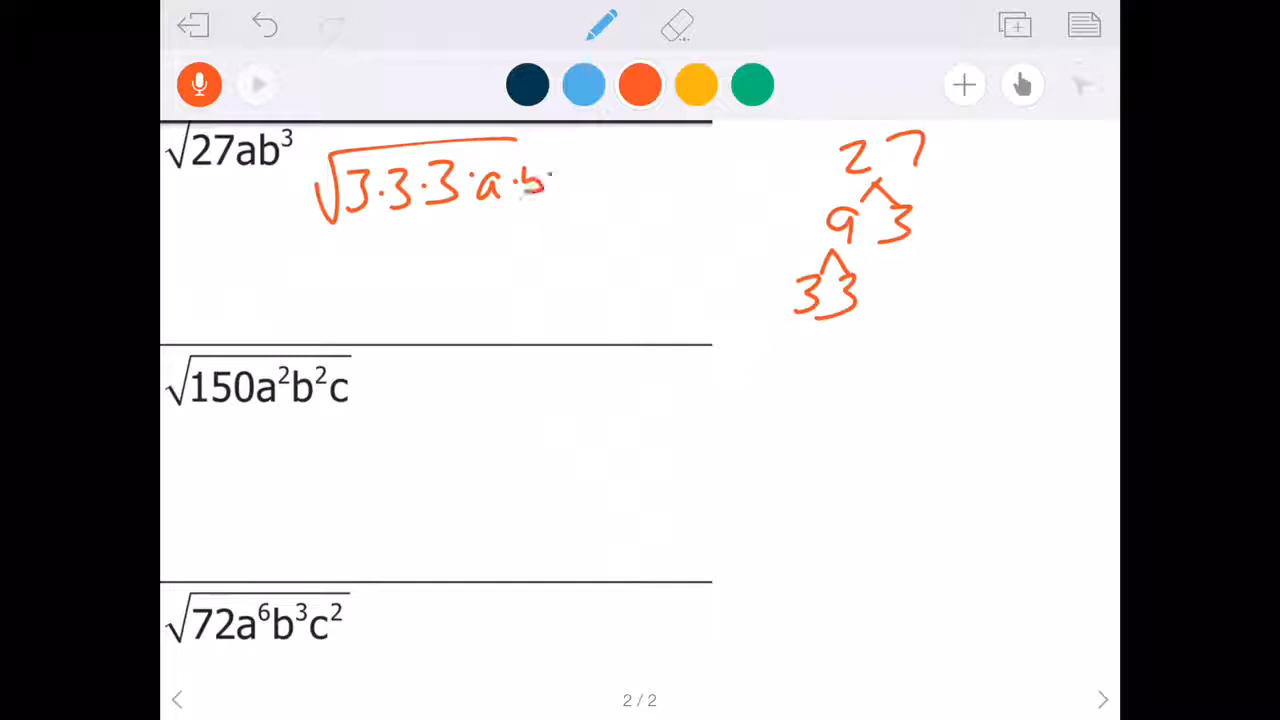 √27ab³
√3·3·3·a·b
27
9 3
3 3
√150a²b²c
√72a⁶b³c²
2 / 2